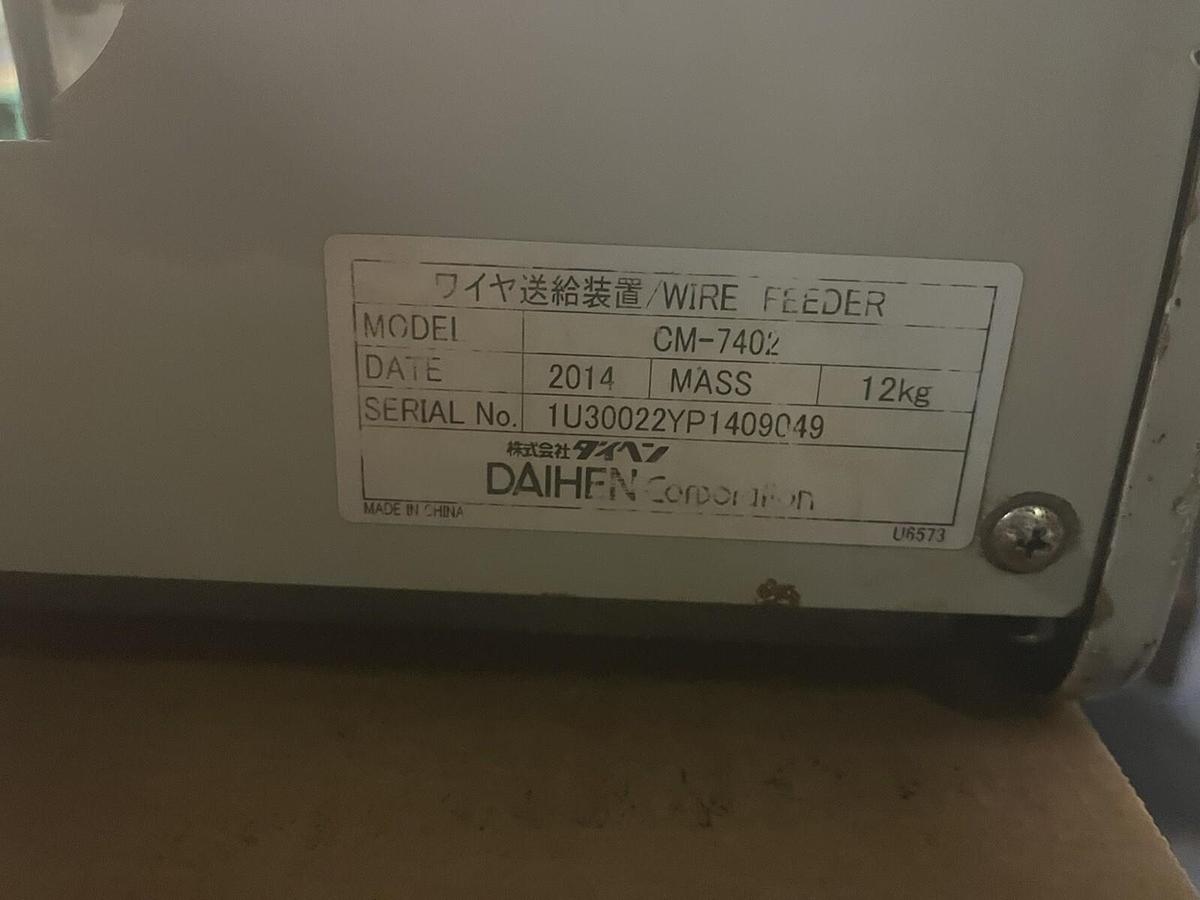 ワイヤ送給装置/WIRE FEEDER
MODEL CM-7402
DATE 2014 MASS 12kg
SERIAL No. 1U30022YP1409049
株式会社ダイヘン
DAIHEN Corporation
MADE IN CHINA
U6573